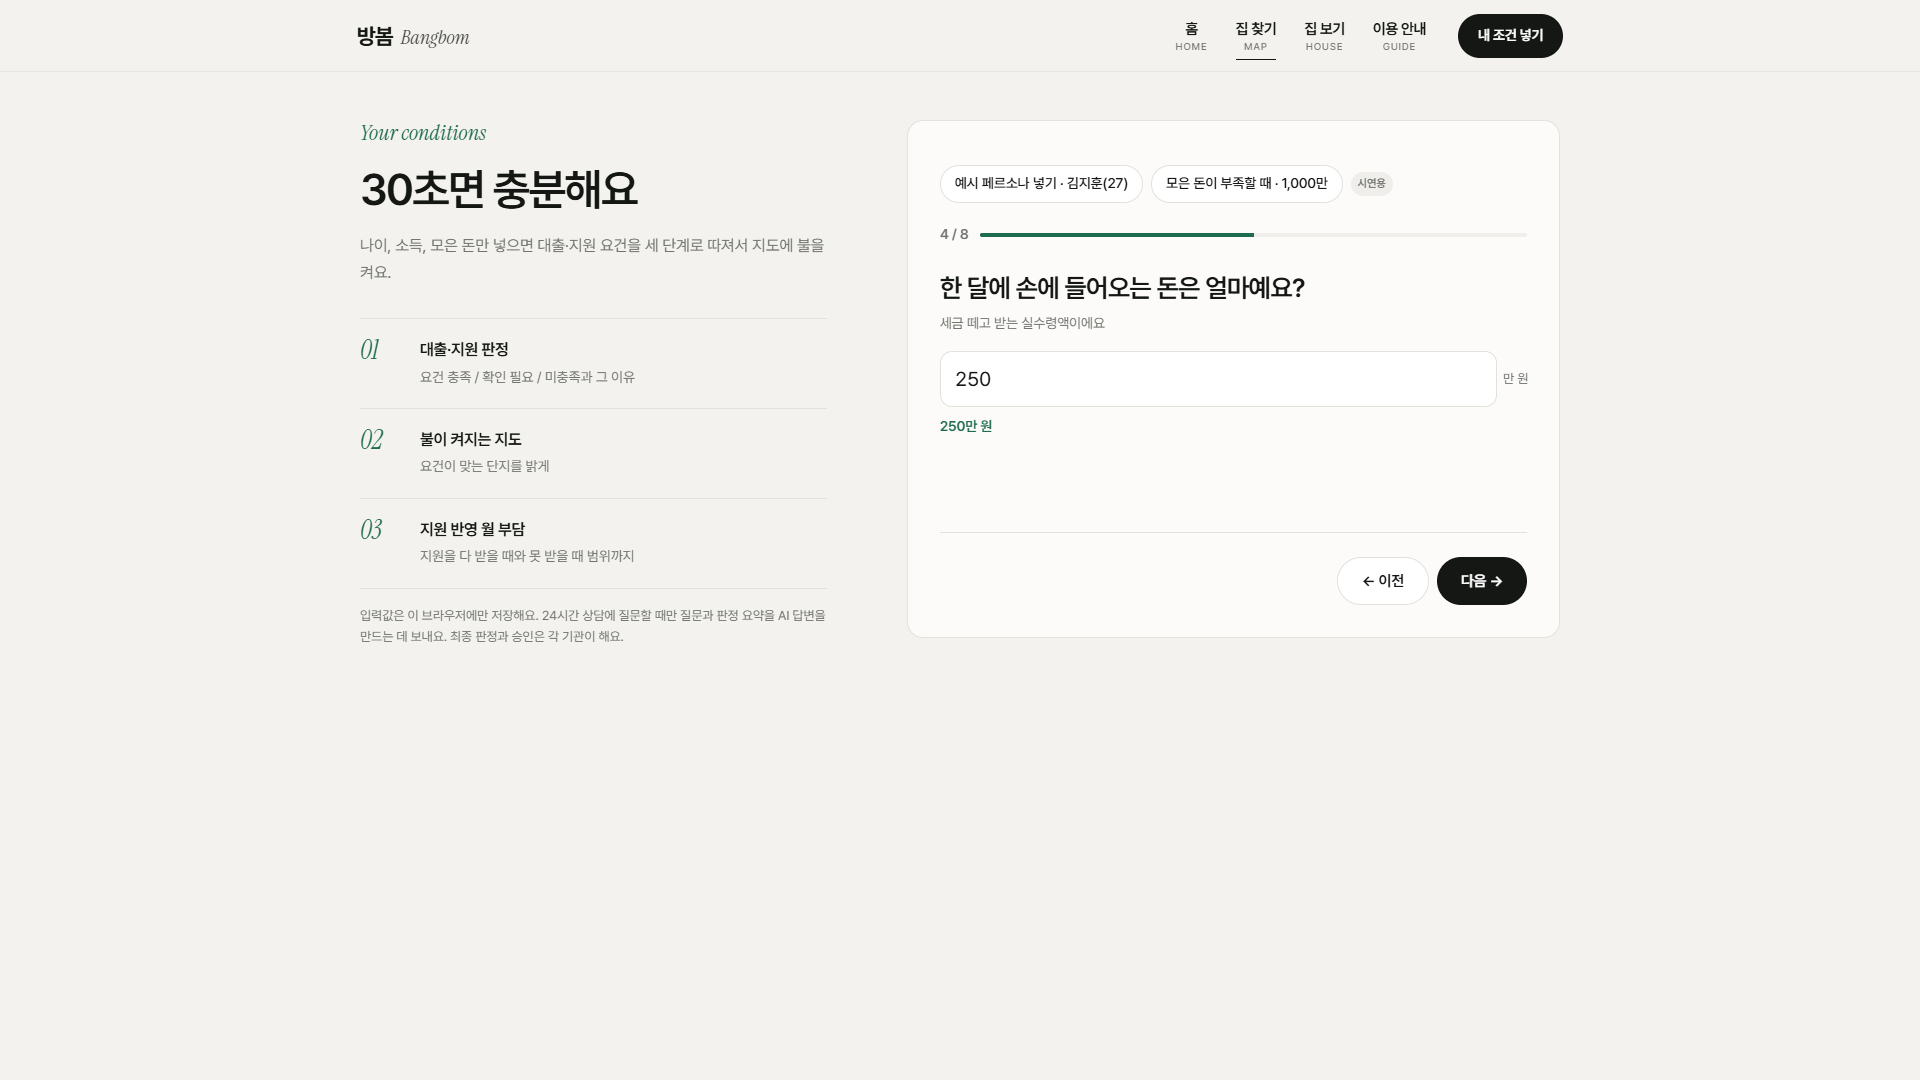 방봄 Bangbom
홈
HOME
집 찾기
MAP
집 보기
HOUSE
이용 안내
GUIDE
내 조건 넣기
Your conditions
30초면 충분해요
나이, 소득, 모은 돈만 넣으면 대출·지원 요건을 세 단계로 따져서 지도에 불을
켜요.
01
대출·지원 판정
요건 충족 / 확인 필요 / 미충족과 그 이유
02
불이 켜지는 지도
요건이 맞는 단지를 밝게
03
지원 반영 월 부담
지원을 다 받을 때와 못 받을 때 범위까지
입력값은 이 브라우저에만 저장해요. 24시간 상담에 질문할 때만 질문과 판정 요약을 AI 답변을
만드는 데 보내요. 최종 판정과 승인은 각 기관이 해요.
예시 페르소나 넣기 · 김지훈(27)
모은 돈이 부족할 때 · 1,000만
시연용
4 / 8
한 달에 손에 들어오는 돈은 얼마예요?
세금 떼고 받는 실수령액이에요
250
만 원
250만 원
← 이전
다음 →